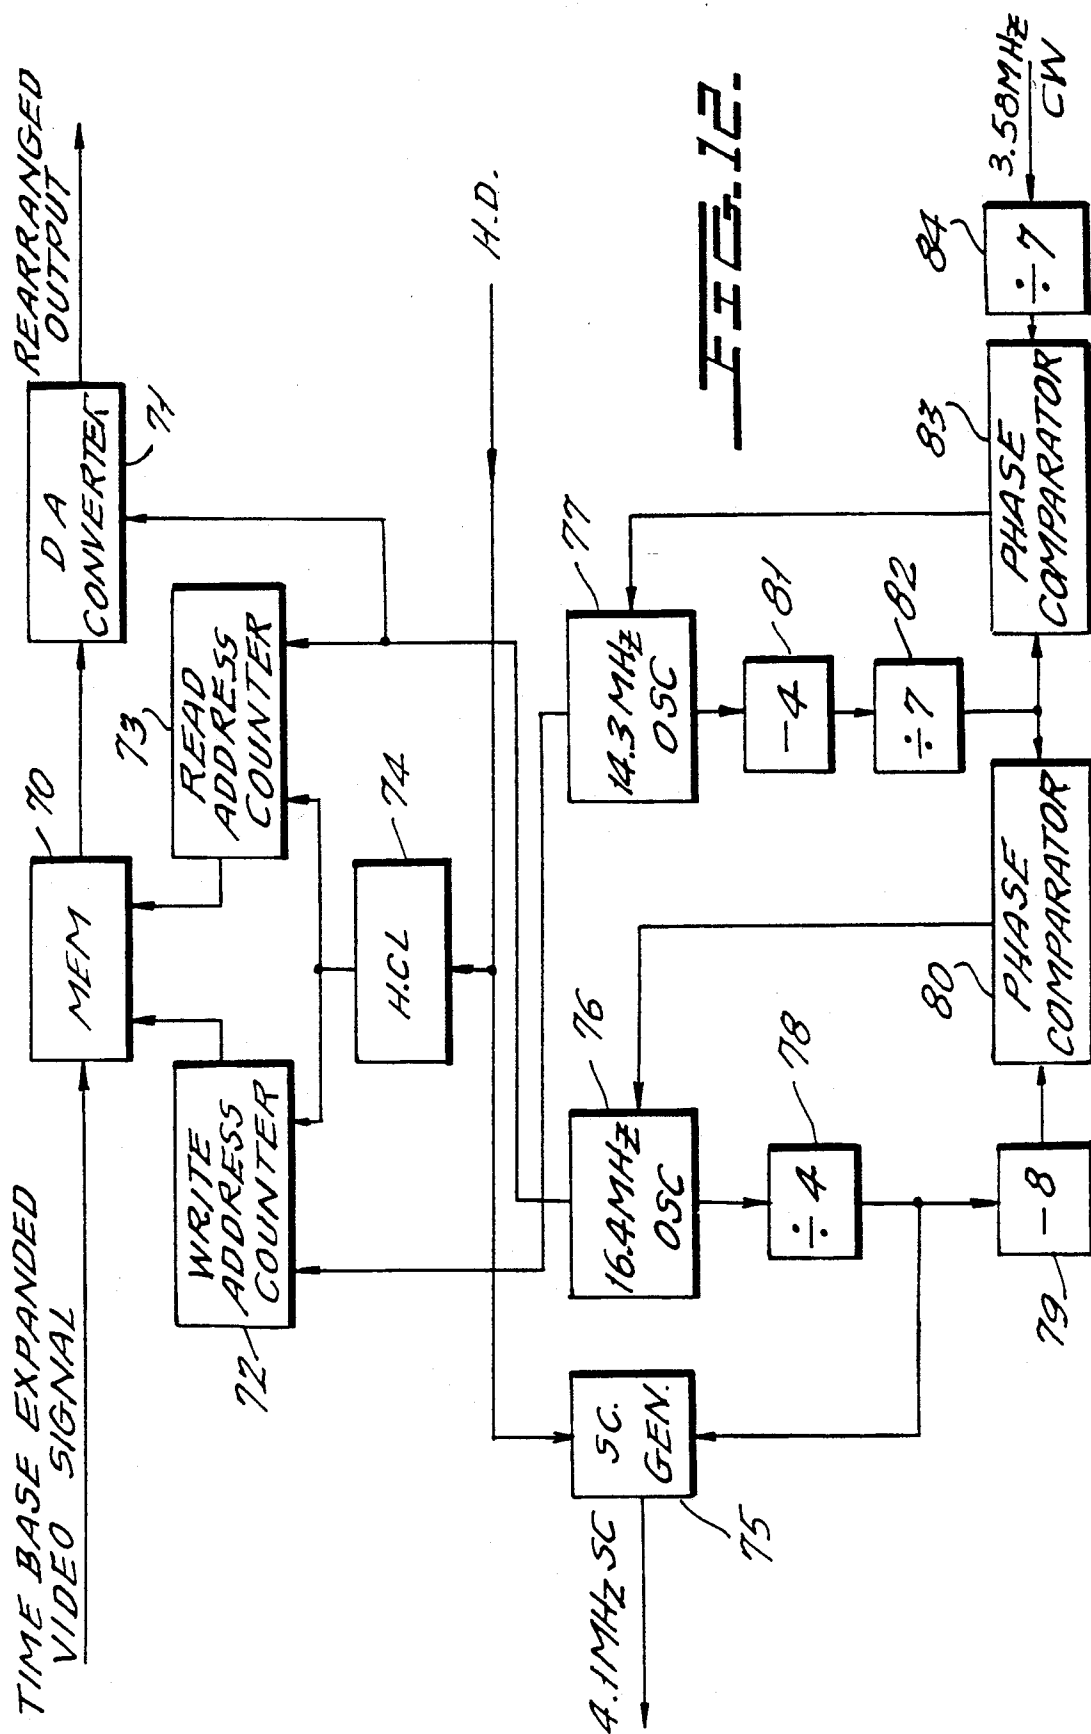 TIME BASE EXPANDED
VIDEO SIGNAL
MEM
70
D A
CONVERTER
71
REARRANGED
OUTPUT
WRITE
ADDRESS
COUNTER
72
READ
ADDRESS
COUNTER
73
H.CL
74
H.D.
4.1MHz SC
SC.
GEN.
75
16.4MHz
OSC
76
14.3MHz
OSC
77
÷4
78
-8
79
PHASE
COMPARATOR
80
-4
81
÷7
82
PHASE
COMPARATOR
83
÷7
84
3.58MHz
CW
FIG.12.